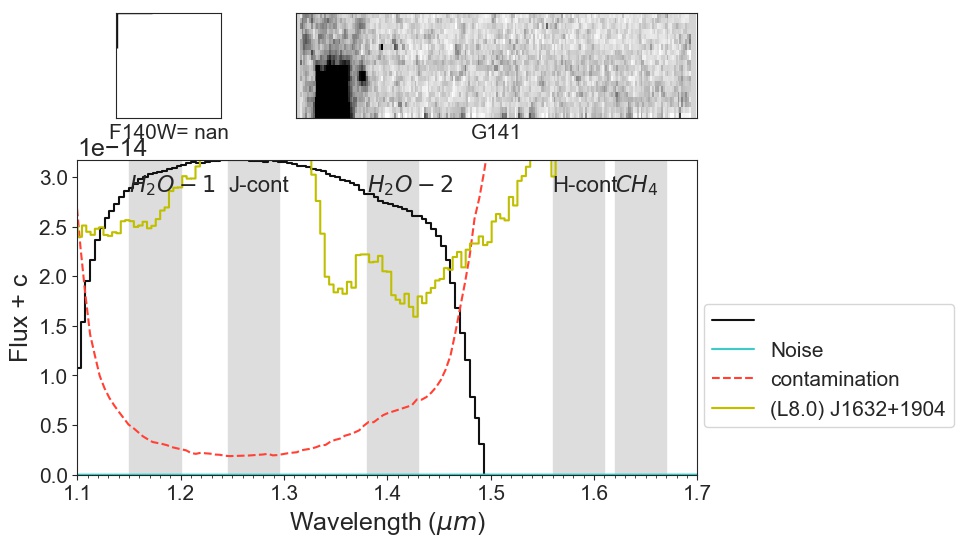 F140W= nan
G141
1e−14
H₂O − 1 J-cont H₂O − 2 H-cont CH₄
3.0
2.5
2.0
1.5
1.0
0.5
0.0
Flux + c
1.1 1.2 1.3 1.4 1.5 1.6 1.7
Wavelength (μm)
Noise
contamination
(L8.0) J1632+1904